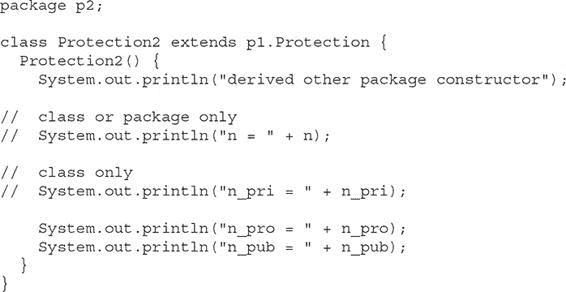 package p2;

class Protection2 extends p1.Protection {
  Protection2() {
    System.out.println("derived other package constructor");

//  class or package only
//  System.out.println("n = " + n);

//  class only
//  System.out.println("n_pri = " + n_pri);

    System.out.println("n_pro = " + n_pro);
    System.out.println("n_pub = " + n_pub);
  }
}